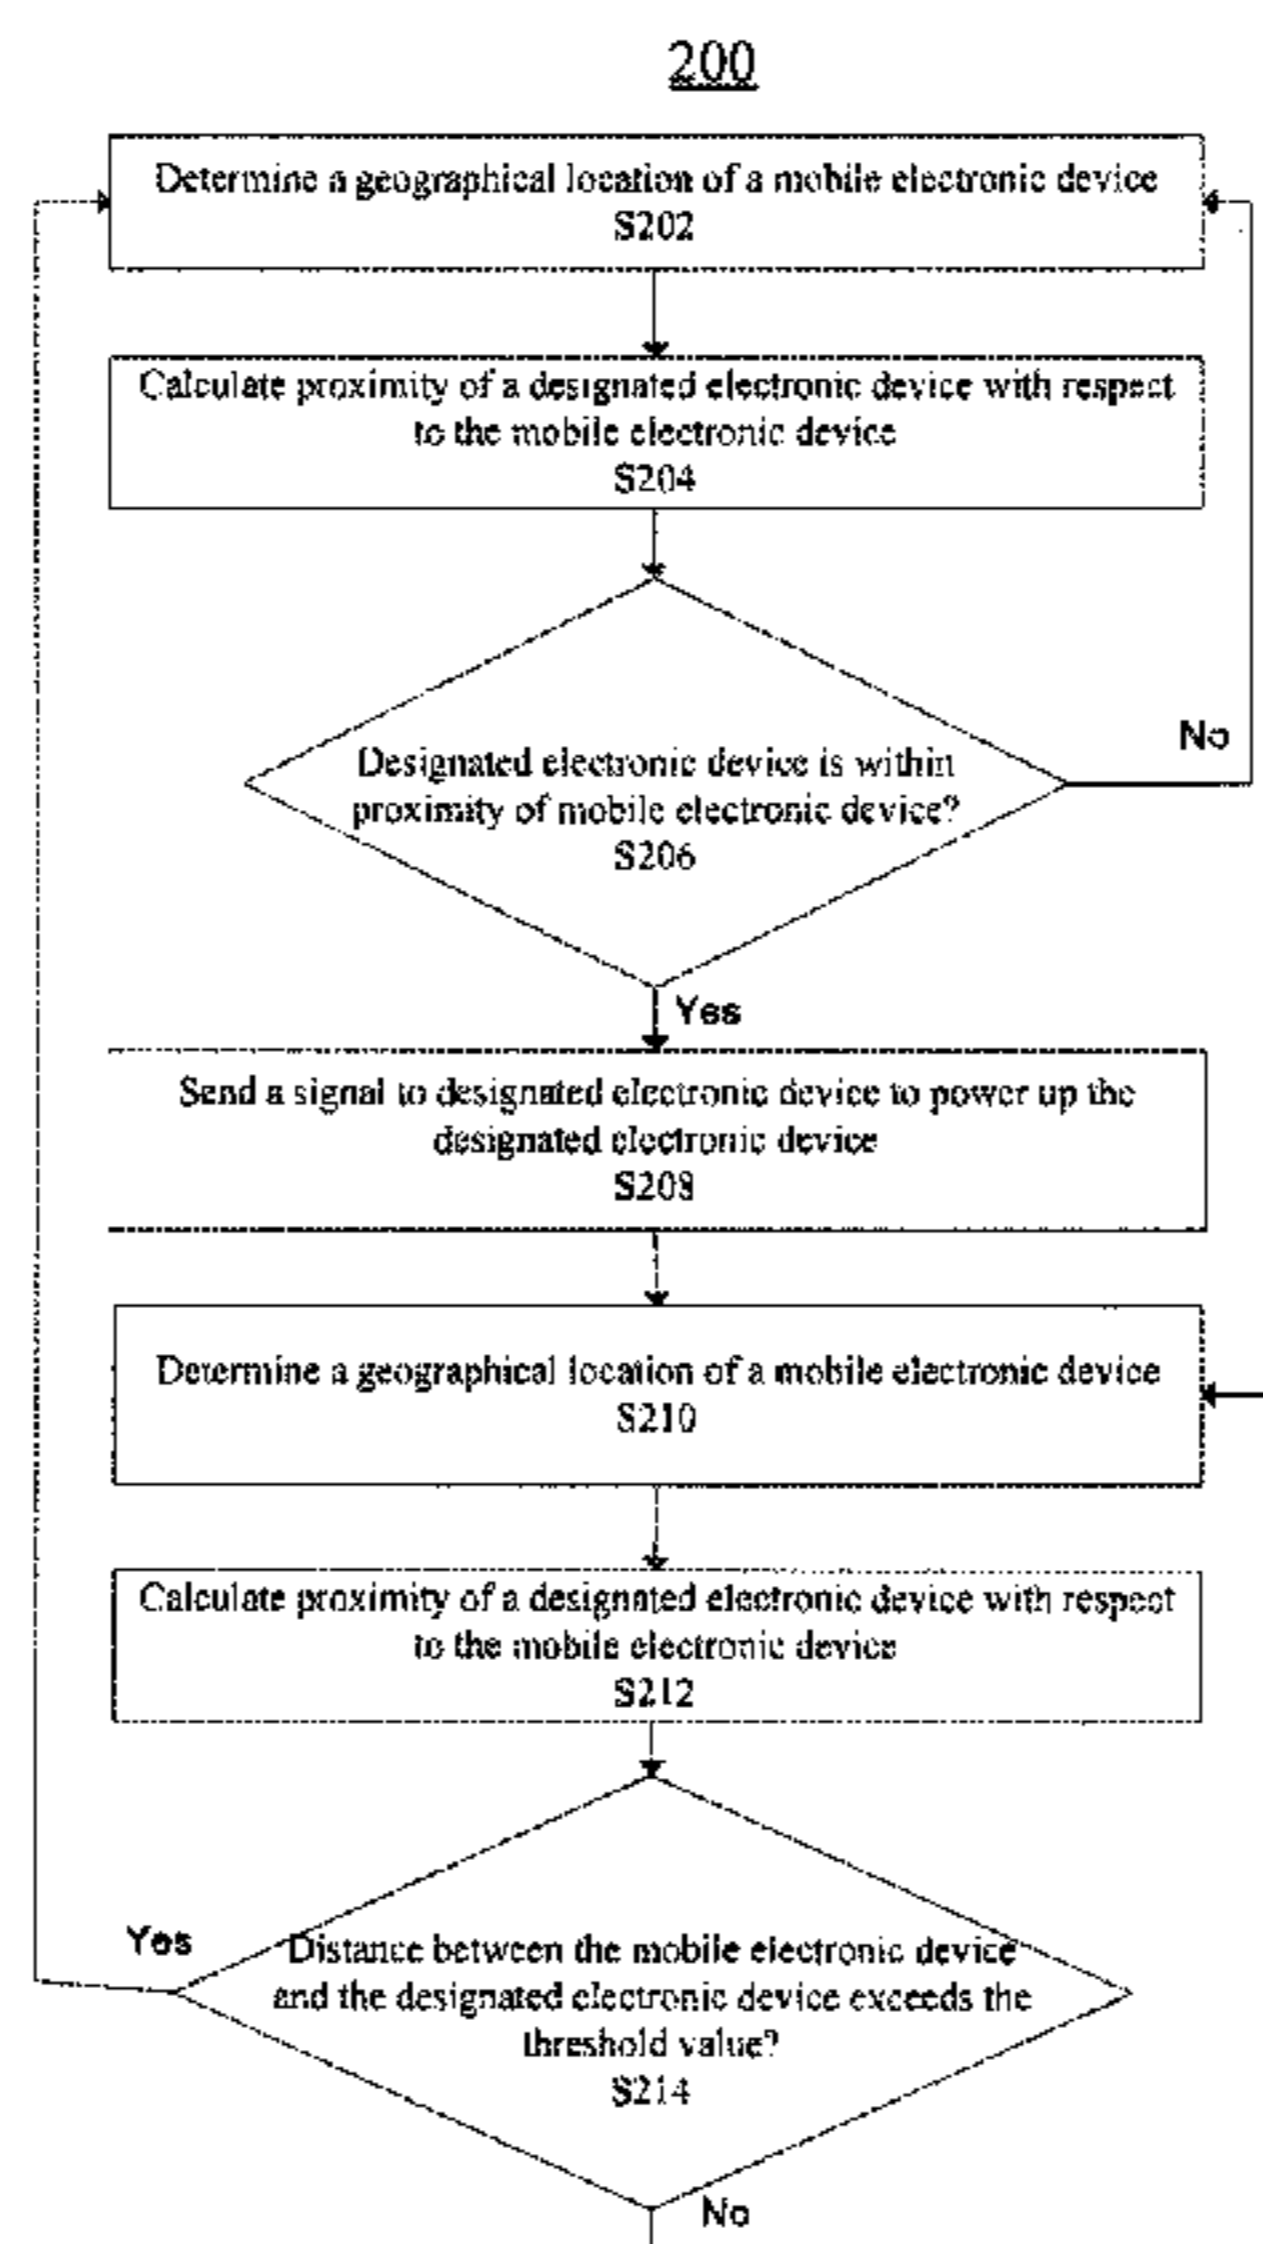 200
Determine a geographical location of a mobile electronic device
S202
Calculate proximity of a designated electronic device with respect
to the mobile electronic device
S204
Designated electronic device is within
proximity of mobile electronic device?
S206
No
Yes
Send a signal to designated electronic device to power up the
designated electronic device
S208
Determine a geographical location of a mobile electronic device
S210
Calculate proximity of a designated electronic device with respect
to the mobile electronic device
S212
Yes
Distance between the mobile electronic device
and the designated electronic device exceeds the
threshold value?
S214
No